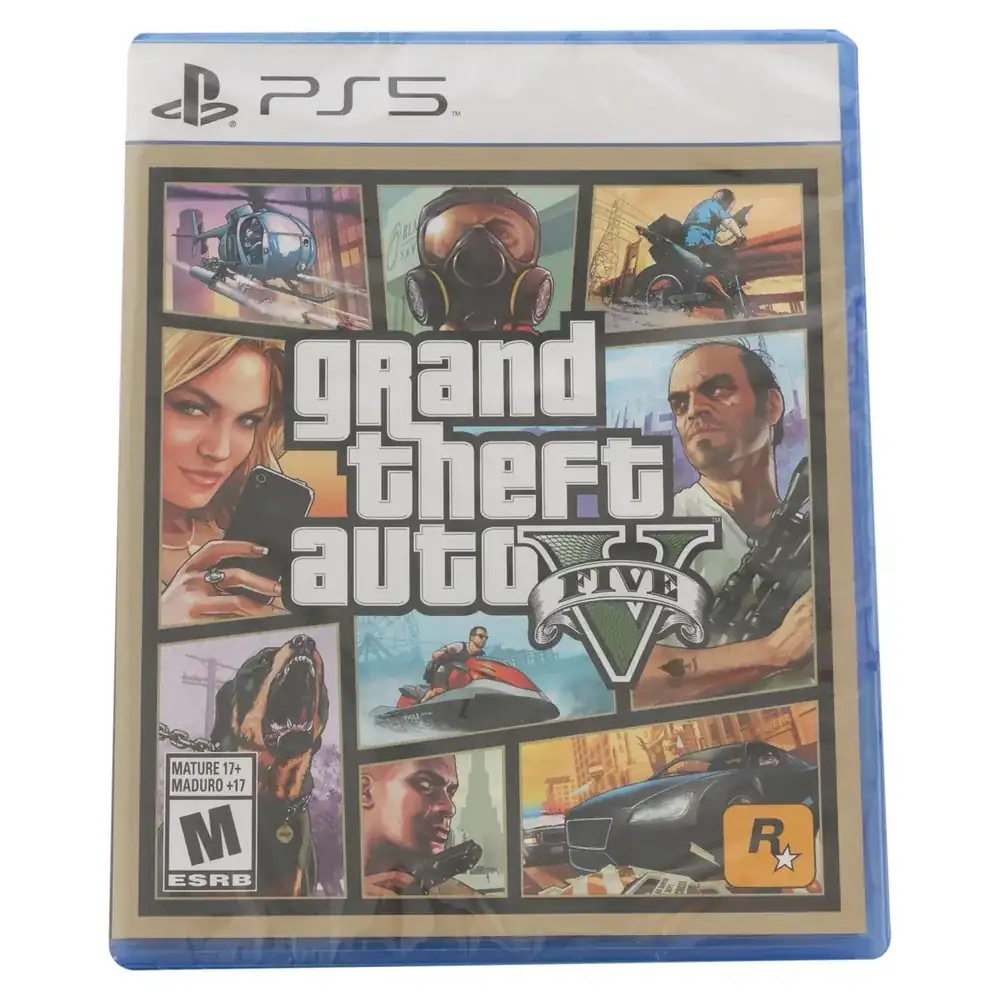 PS5
grand
theft
auto V
FIVE
MATURE 17+
MADURO +17
M
ESRB
R